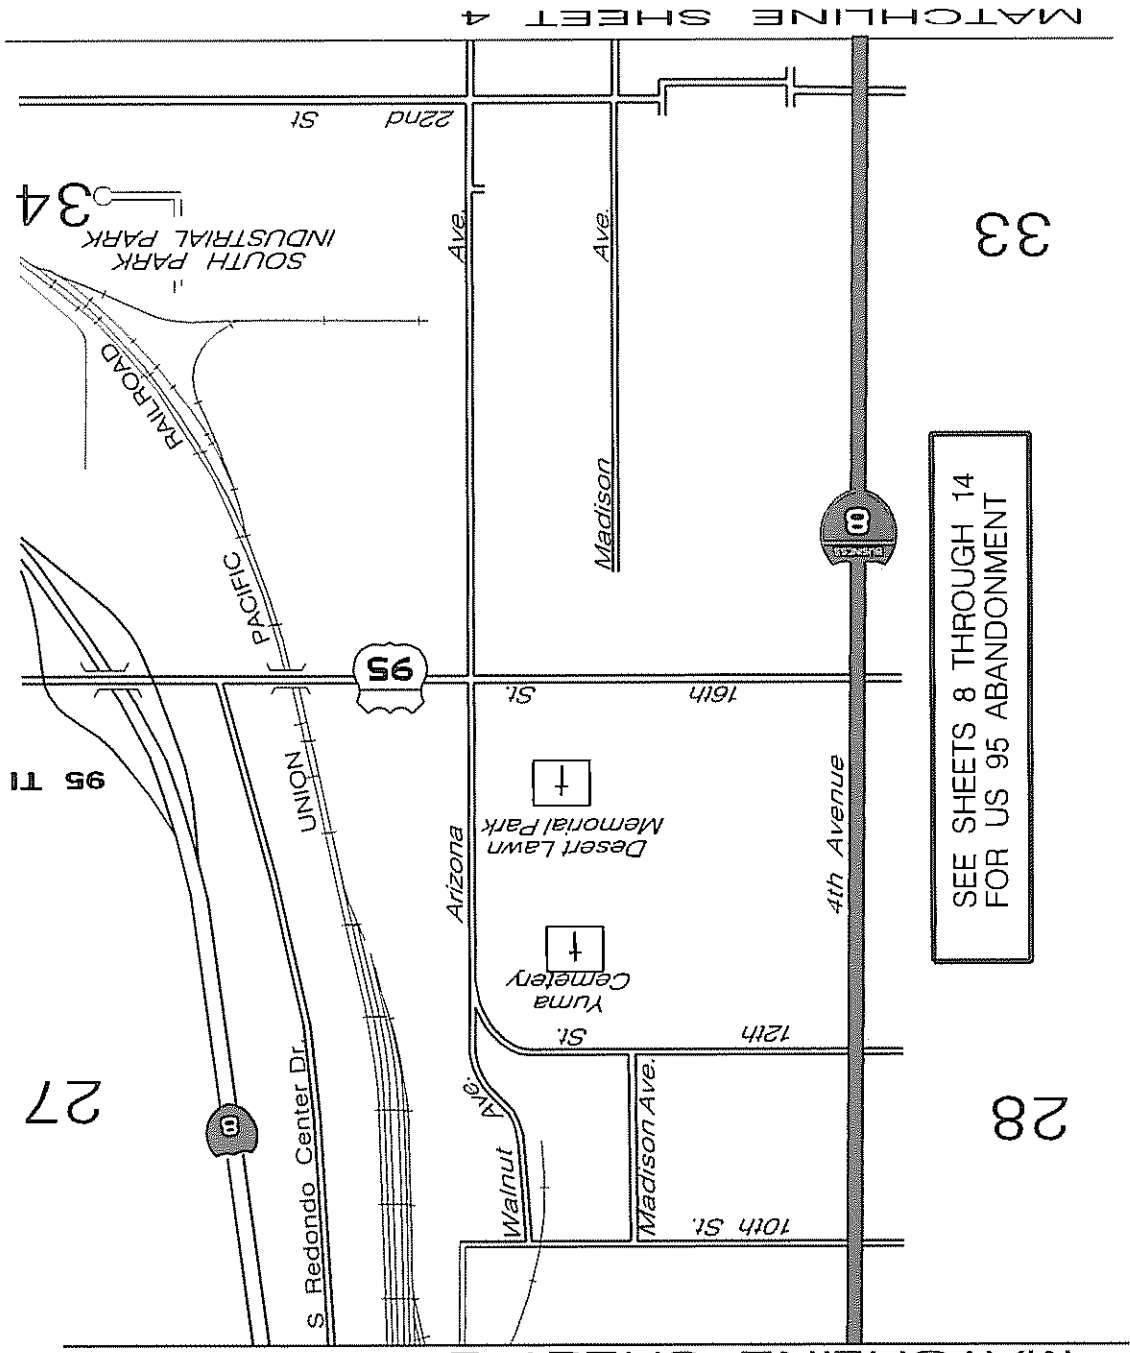 MATCHLINE SHEET 4
22nd St
34
SOUTH PARK
INDUSTRIAL PARK
33
Ave.
Ave.
RAILROAD
Madison
BUSINESS
8
SEE SHEETS 8 THROUGH 14
FOR US 95 ABANDONMENT
PACIFIC
95
16th St.
95 TI
UNION
Desert Lawn
Memorial Park
4th Avenue
Arizona
Yuma
Cemetery
12th St.
27
28
8
Ave.
S Redondo Center Dr.
Walnut
Madison Ave.
10th St.